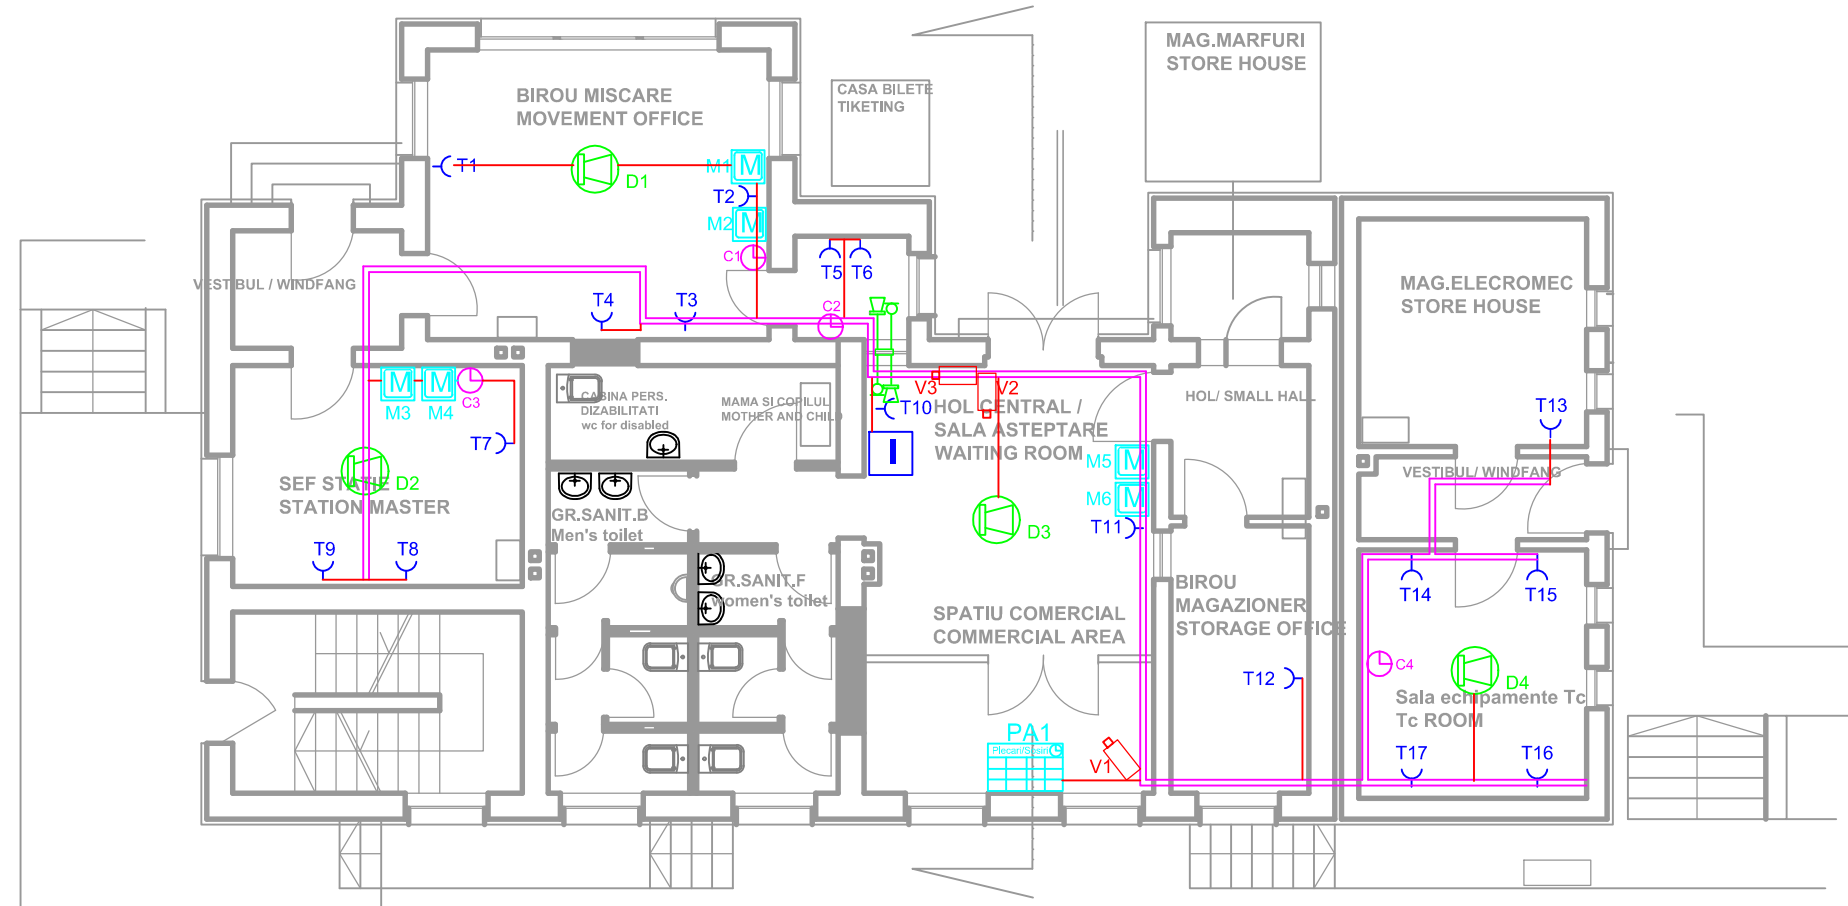 MAG.MARFURI
STORE HOUSE
BIROU MISCARE
MOVEMENT OFFICE
CASA BILETE
TIKETING
T1
D1
M1
M
T2
M2
M
C1
T5
T6
VESTIBUL / WINDFANG
T4
T3
C2
MAG.ELECROMEC
STORE HOUSE
M
M
M3
M4
C3
T7
CABINA PERS.
DIZABILITATI
wc for disabled
MAMA SI COPILUL
MOTHER AND CHILD
V3
V2
T10
HOL CENTRAL /
SALA ASTEPTARE
WAITING ROOM
I
HOL/ SMALL HALL
T13
M5
M
M6
M
T11
VESTIBUL/ WINDFANG
SEF STATIE
STATION MASTER
D2
GR.SANIT.B
Men's toilet
D3
T9
T8
GR.SANIT.F
women's toilet
BIROU
MAGAZIONER
STORAGE OFFICE
T14
T15
SPATIU COMERCIAL
COMMERCIAL AREA
C4
T12
D4
Sala echipamente Tc
Tc ROOM
PA1
Plecari/Sosiri
V1
T17
T16